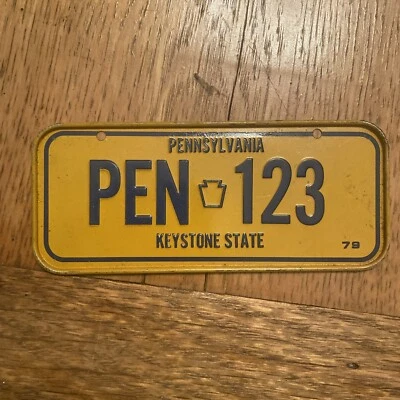 PENNSYLVANIA
PEN 123
KEYSTONE STATE
79